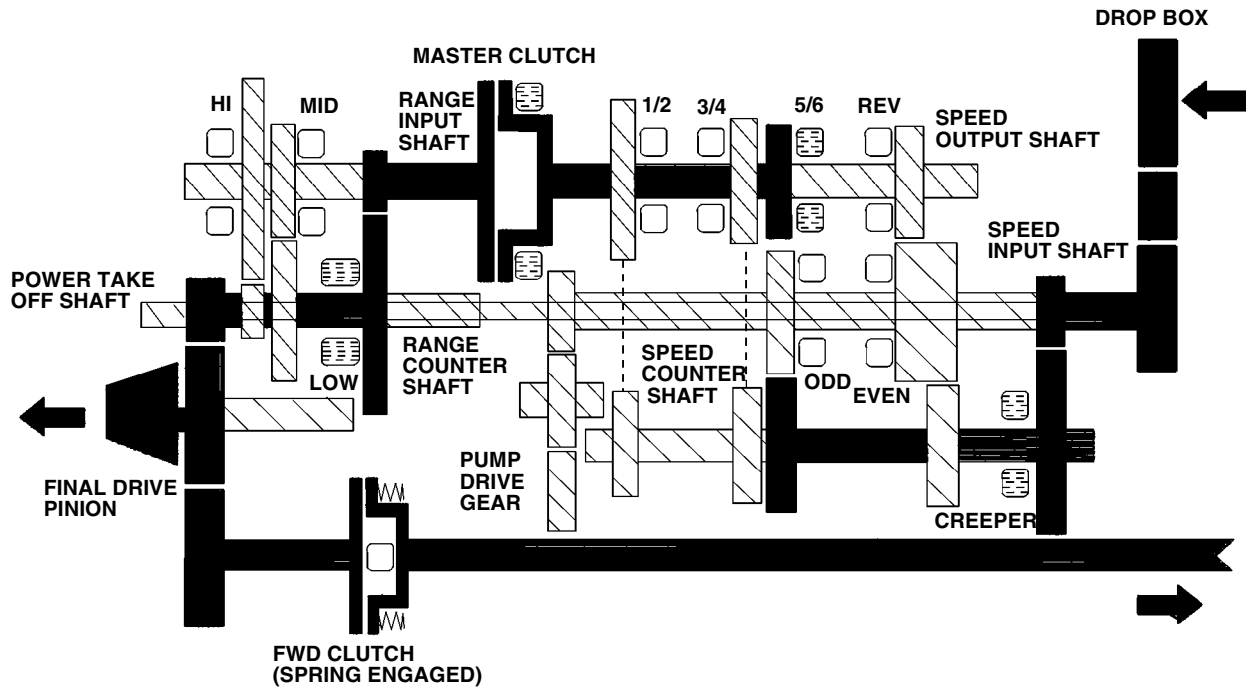 DROP BOX
MASTER CLUTCH
HI
MID
RANGE
INPUT
SHAFT
1/2
3/4
5/6
REV
SPEED
OUTPUT SHAFT
SPEED
INPUT SHAFT
POWER TAKE
OFF SHAFT
LOW
RANGE
COUNTER
SHAFT
SPEED
COUNTER
SHAFT
ODD
EVEN
PUMP
DRIVE
GEAR
FINAL DRIVE
PINION
CREEPER
FWD CLUTCH
(SPRING ENGAGED)